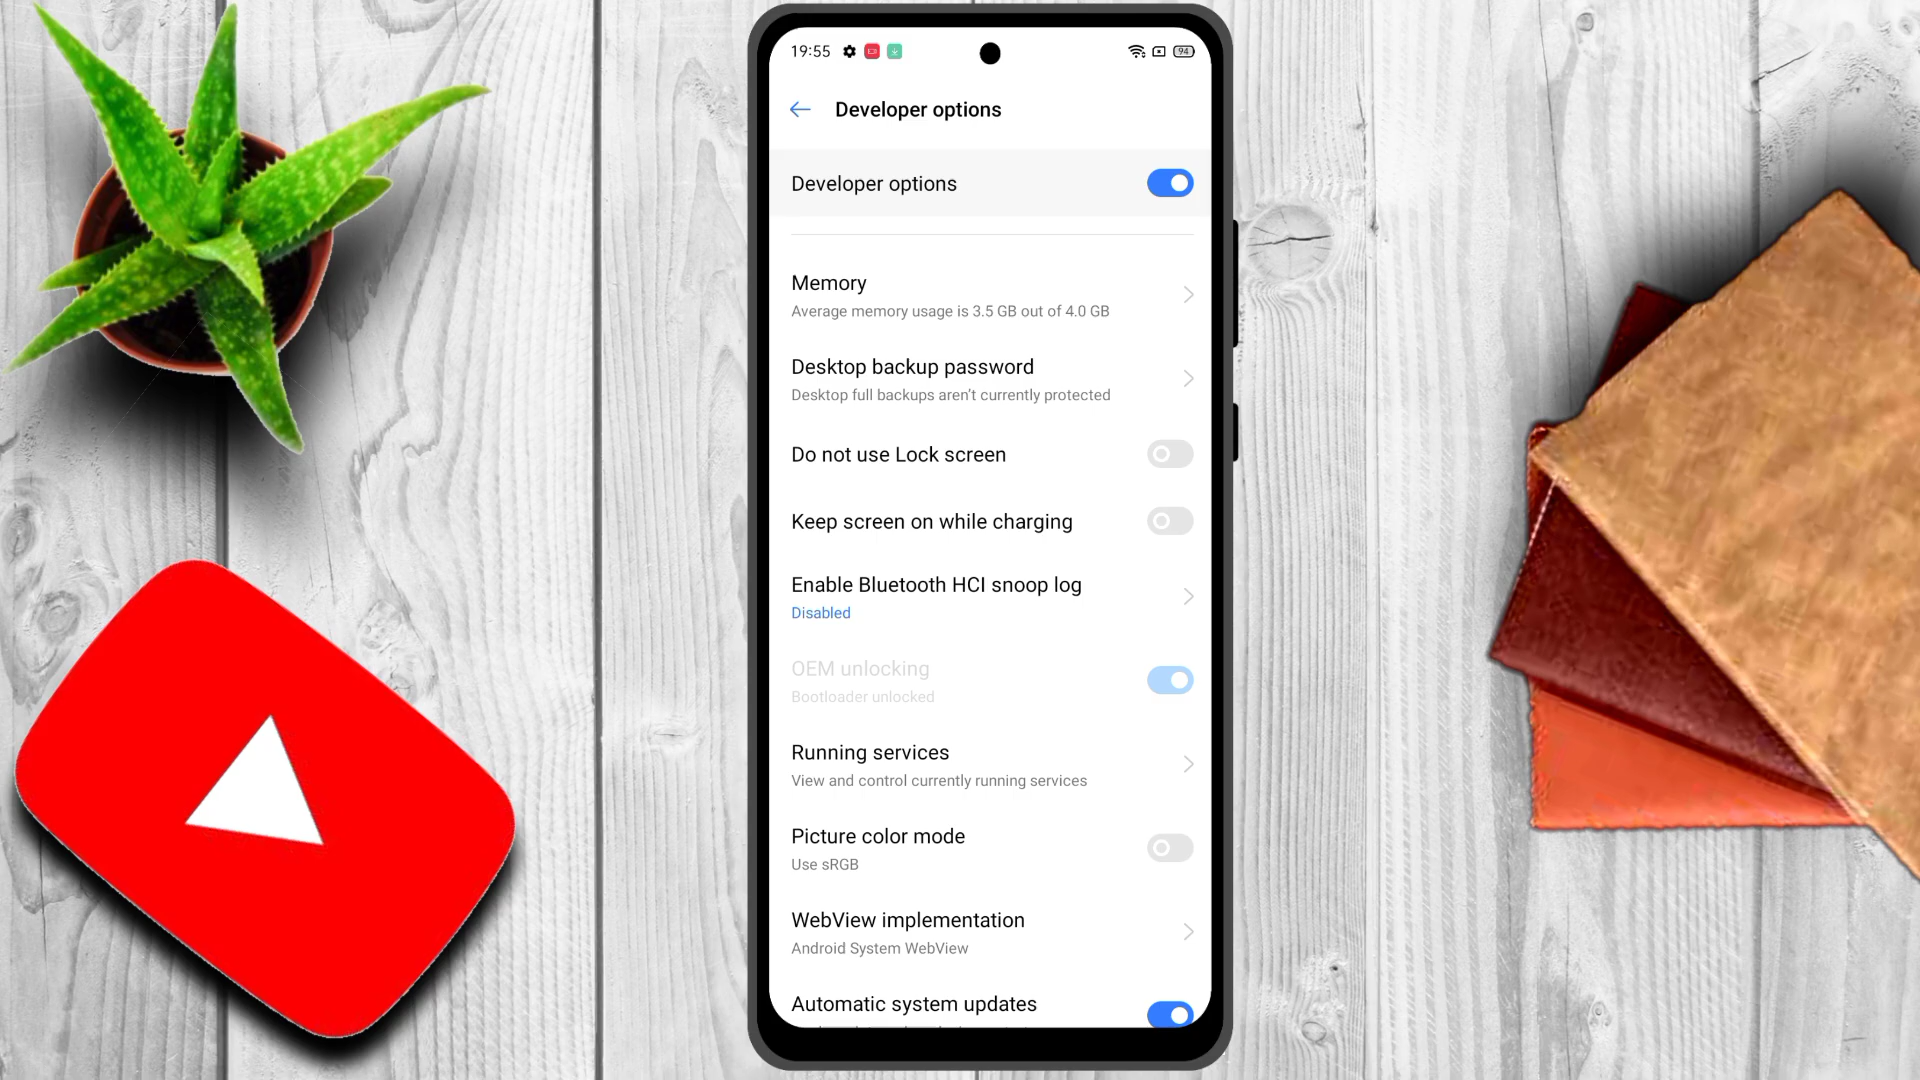 19:55
94
Developer options
Developer options
Memory
Average memory usage is 3.5 GB out of 4.0 GB
Desktop backup password
Desktop full backups aren't currently protected
Do not use Lock screen
Keep screen on while charging
Enable Bluetooth HCI snoop log
Disabled
OEM unlocking
Bootloader unlocked
Running services
View and control currently running services
Picture color mode
Use sRGB
WebView implementation
Android System WebView
Automatic system updates